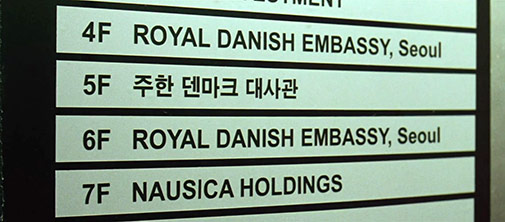 4F ROYAL DANISH EMBASSY, Seoul
5F 주한 덴마크 대사관
6F ROYAL DANISH EMBASSY, Seoul
7F NAUSICA HOLDINGS